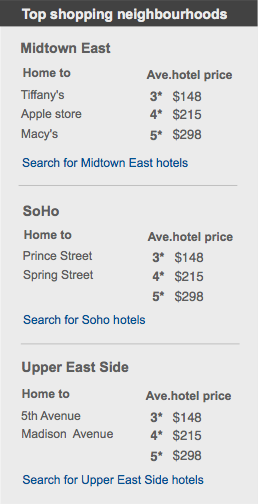 Top shopping neighbourhoods
Midtown East
Home to Ave.hotel price
Tiffany's 3* $148
Apple store 4* $215
Macy's 5* $298
Search for Midtown East hotels
SoHo
Home to Ave.hotel price
Prince Street 3* $148
Spring Street 4* $215
5* $298
Search for Soho hotels
Upper East Side
Home to Ave.hotel price
5th Avenue 3* $148
Madison Avenue 4* $215
5* $298
Search for Upper East Side hotels